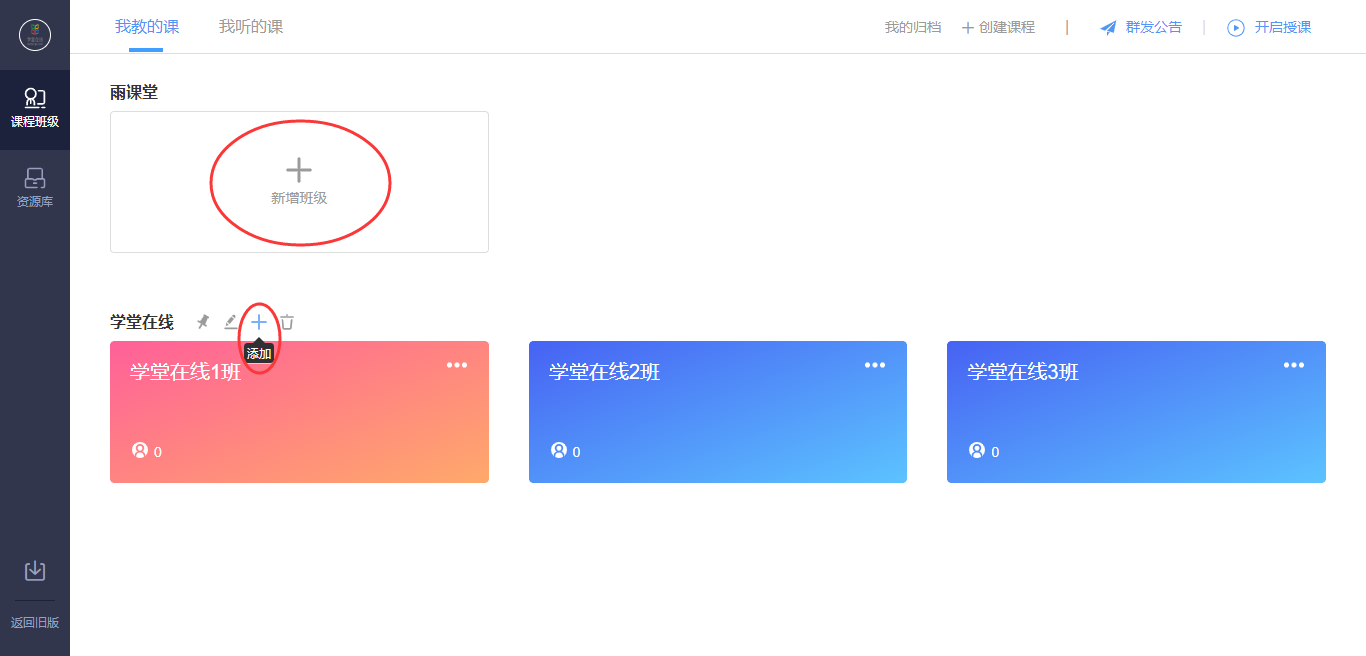 我教的课 我听的课 我的归档 创建课程 | 群发公告 | 开启授课
课程班级
资源库
雨课堂
新增班级
学堂在线
添加
学堂在线1班 学堂在线2班 学堂在线3班
0 0 0
返回旧版